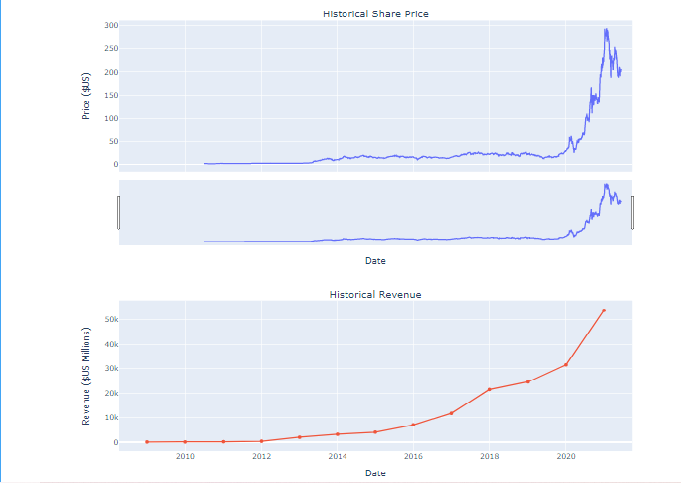 Historical Share Price
300
250
200
150
100
50
0
Price ($US)
Date
Historical Revenue
50k
40k
30k
20k
10k
0
Revenue ($US Millions)
2010 2012 2014 2016 2018 2020
Date